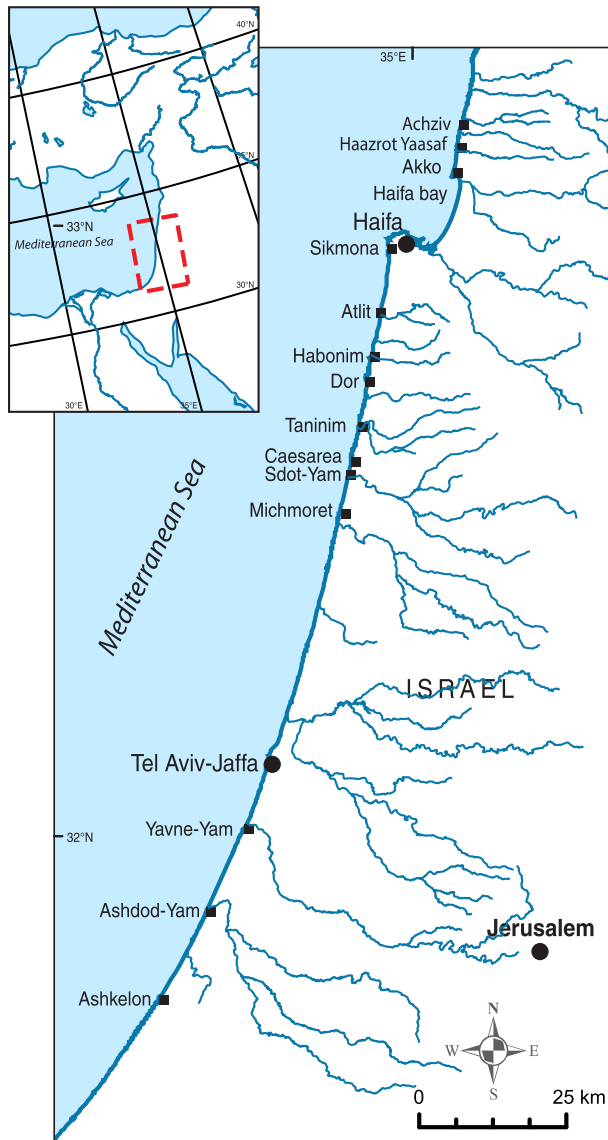 40°N
35°N
33°N
Mediterranean Sea
30°N
30°E
35°E
35°E
Achziv
Haazrot Yaasaf
Akko
Haifa bay
Haifa
Sikmona
Atlit
Habonim
Dor
Taninim
Caesarea
Sdot-Yam
Michmoret
Mediterranean Sea
ISRAEL
Tel Aviv-Jaffa
Yavne-Yam
32°N
Ashdod-Yam
Jerusalem
Ashkelon
N
W E
S
0 25 km